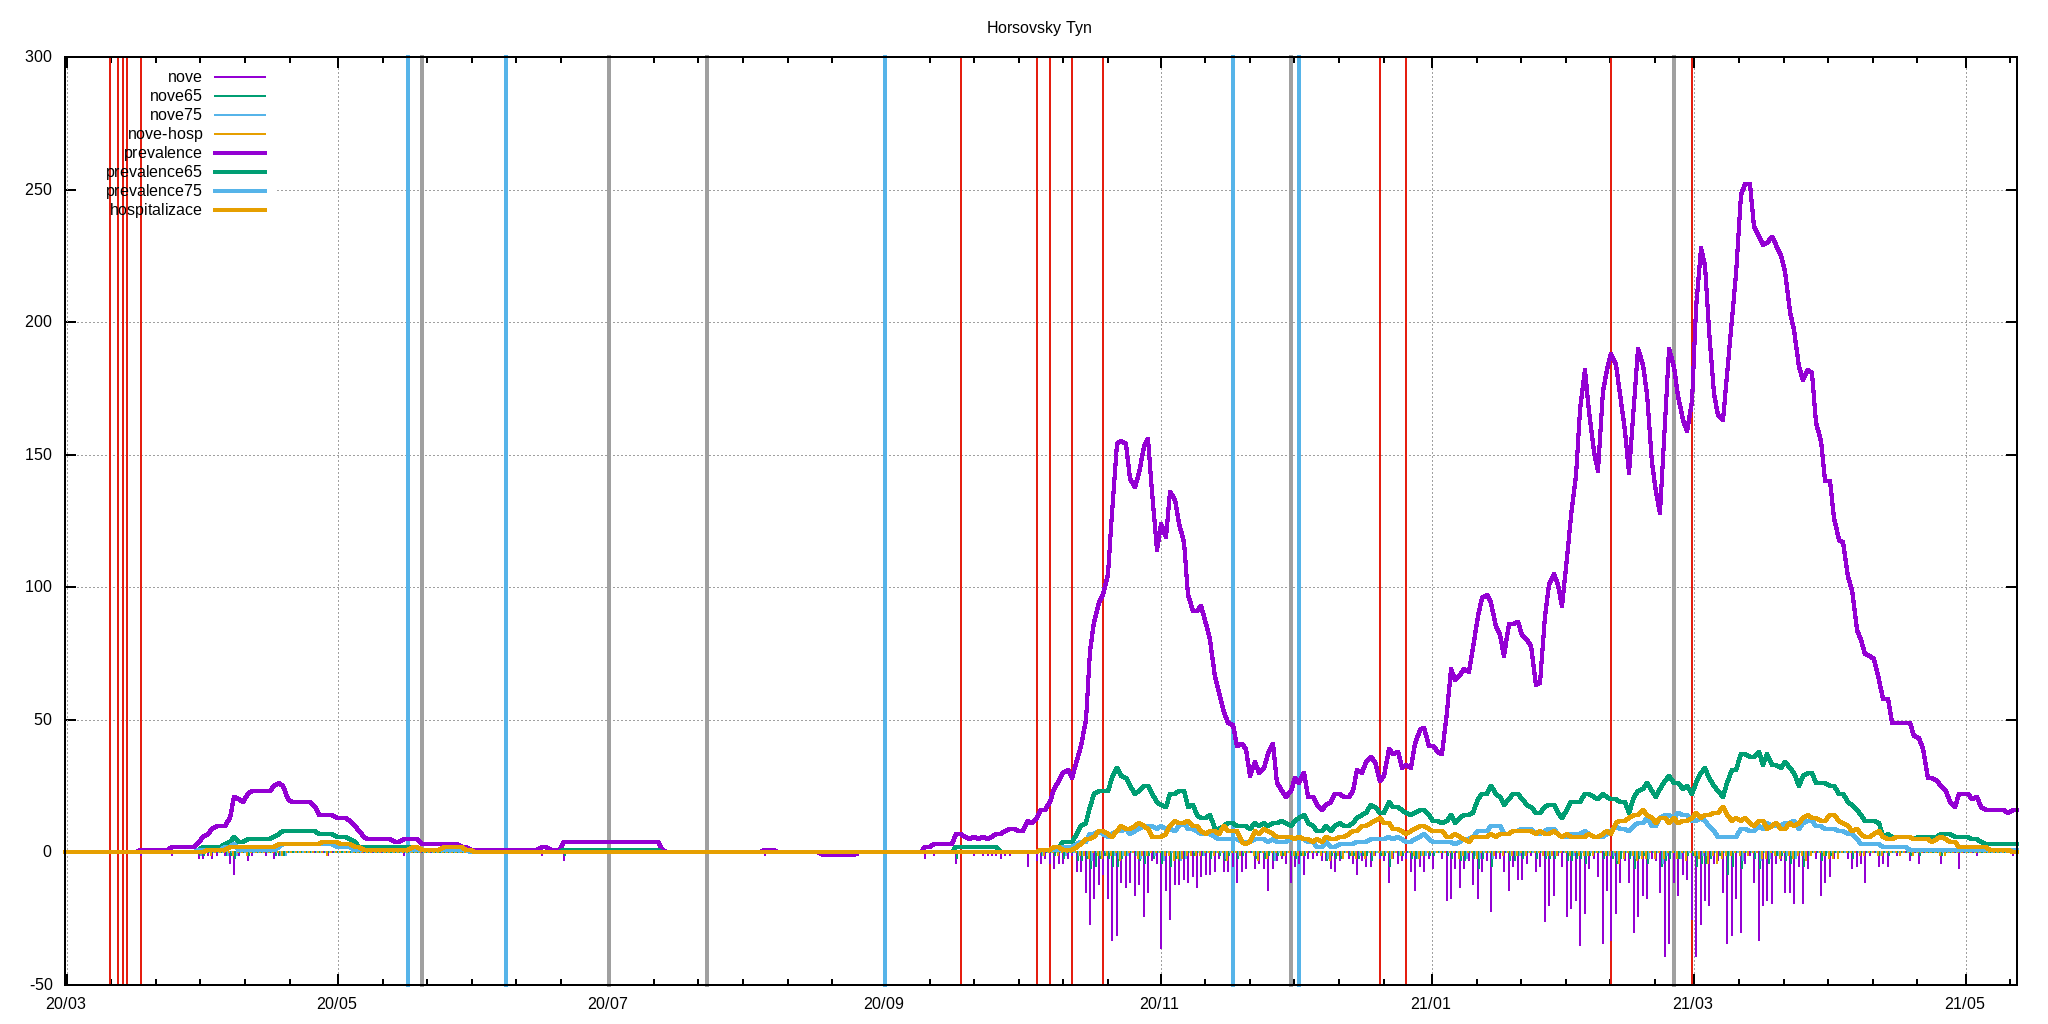 Horsovsky Tyn
300
250
200
150
100
50
0
-50
nove
nove65
nove75
nove-hosp
prevalence
prevalence65
prevalence75
hospitalizace
20/03 20/05 20/07 20/09 20/11 21/01 21/03 21/05